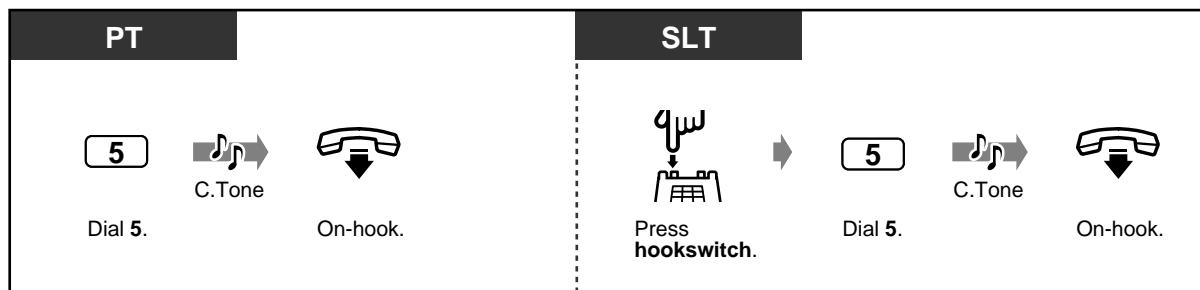 PT
5
C.Tone
Dial 5.
On-hook.
SLT
5
C.Tone
Press
hookswitch.
Dial 5.
On-hook.